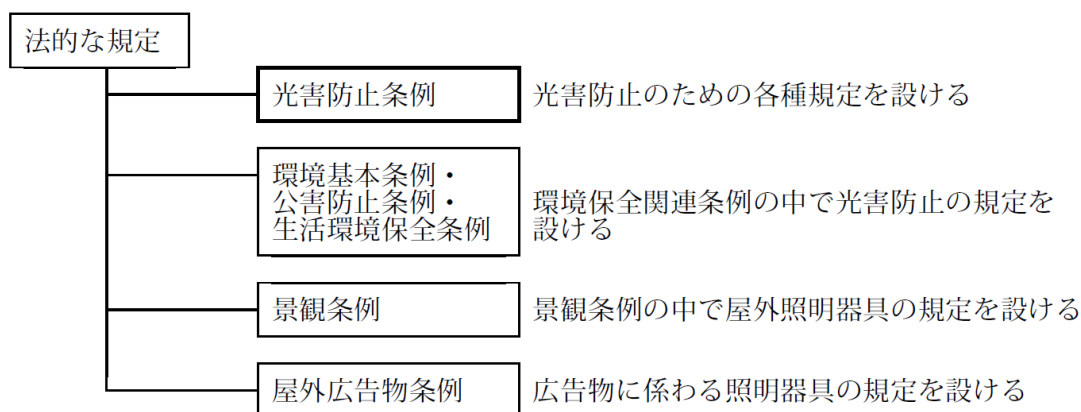 法的な規定
光害防止条例
光害防止のための各種規定を設ける
環境基本条例・
公害防止条例・
生活環境保全条例
環境保全関連条例の中で光害防止の規定を
設ける
景観条例
景観条例の中で屋外照明器具の規定を設ける
屋外広告物条例
広告物に係わる照明器具の規定を設ける